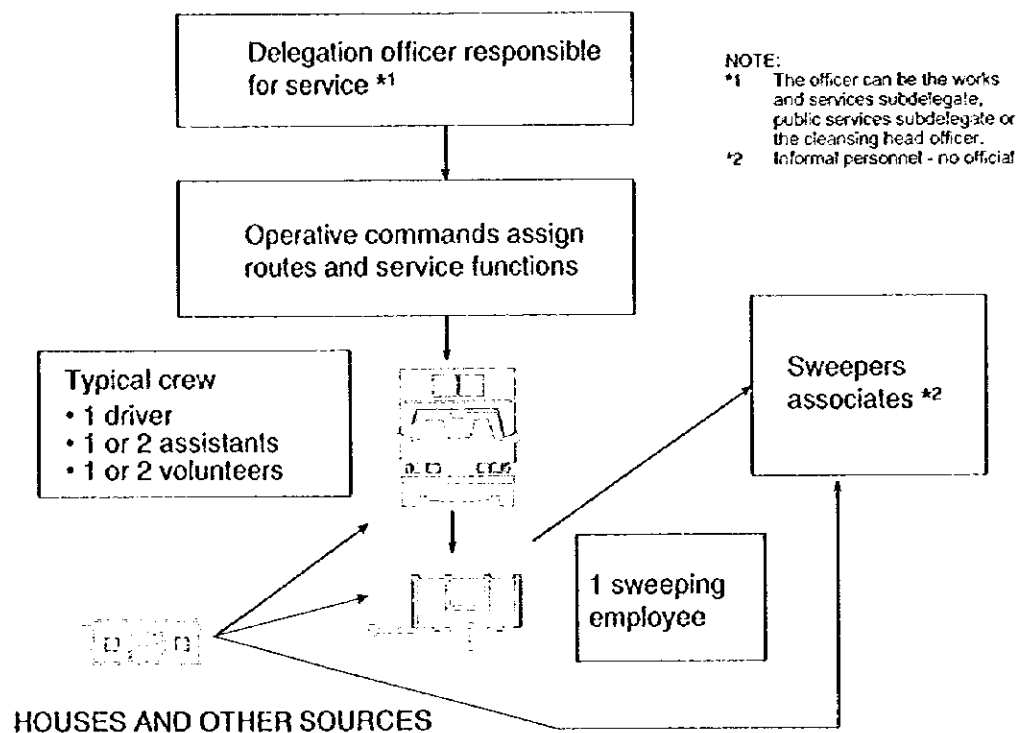 Delegation officer responsible
for service *1
NOTE:
*1 The officer can be the works
and services subdelegate,
public services subdelegate or
the cleansing head officer.
*2 Informal personnel - no official
Operative commands assign
routes and service functions
Typical crew
• 1 driver
• 1 or 2 assistants
• 1 or 2 volunteers
Sweepers
associates *2
1 sweeping
employee
HOUSES AND OTHER SOURCES